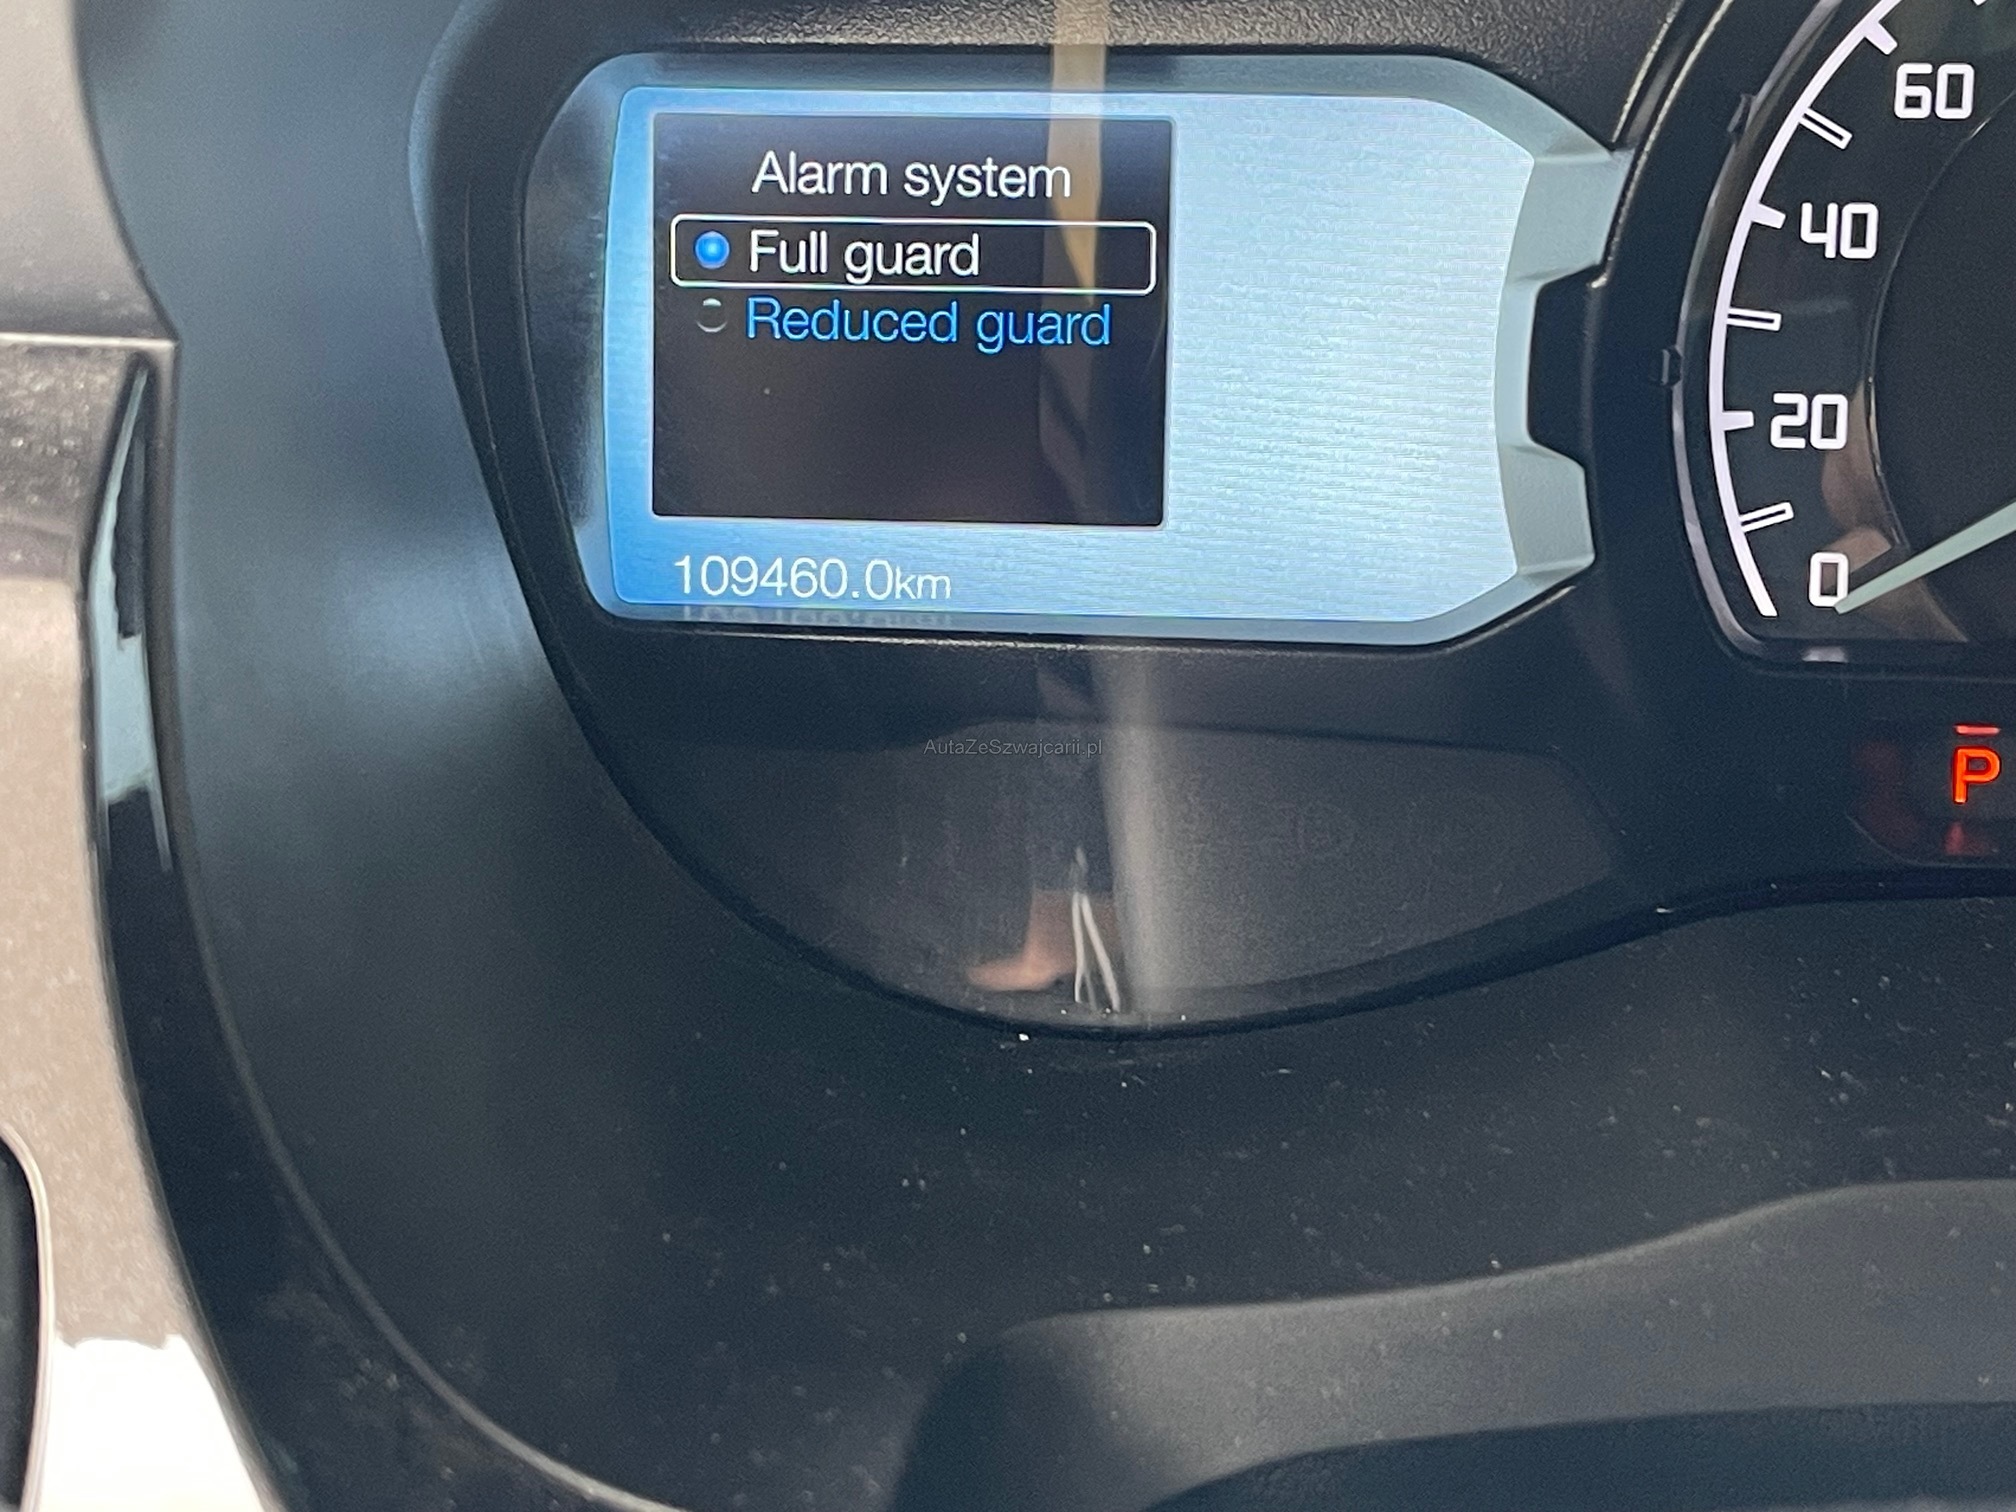 Alarm system
Full guard
Reduced guard
109460.0km
60
40
20
0
P
AutaZeSzwajcarii.pl